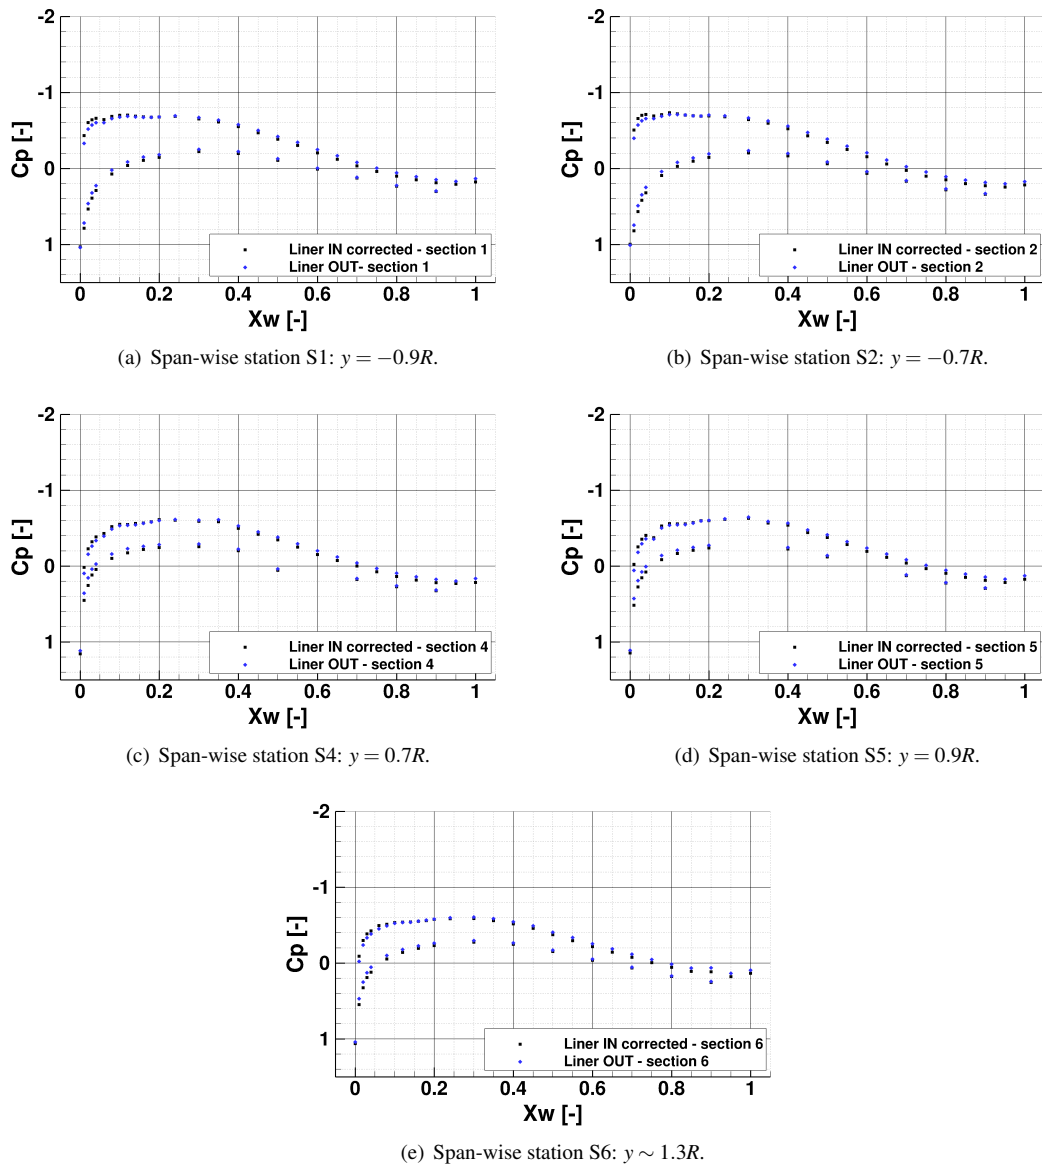 -2
-1
0
1
Cp [-]
0 0.2 0.4 0.6 0.8 1
Xw [-]
Liner IN corrected - section 1
Liner OUT- section 1
(a) Span-wise station S1: y = −0.9R.
-2
-1
0
1
Cp [-]
0 0.2 0.4 0.6 0.8 1
Xw [-]
Liner IN corrected - section 2
Liner OUT - section 2
(b) Span-wise station S2: y = −0.7R.
-2
-1
0
1
Cp [-]
0 0.2 0.4 0.6 0.8 1
Xw [-]
Liner IN corrected - section 4
Liner OUT - section 4
(c) Span-wise station S4: y = 0.7R.
-2
-1
0
1
Cp [-]
0 0.2 0.4 0.6 0.8 1
Xw [-]
Liner IN corrected - section 5
Liner OUT - section 5
(d) Span-wise station S5: y = 0.9R.
-2
-1
0
1
Cp [-]
0 0.2 0.4 0.6 0.8 1
Xw [-]
Liner IN corrected - section 6
Liner OUT - section 6
(e) Span-wise station S6: y ∼ 1.3R.